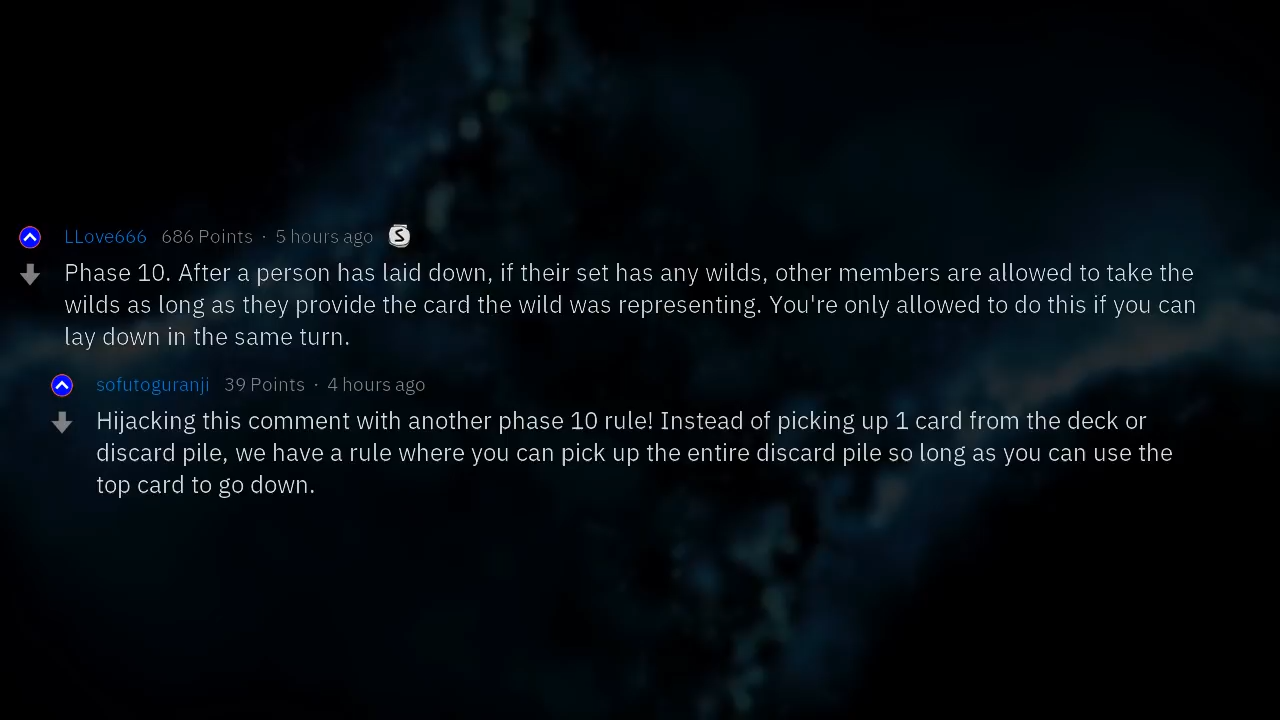 LLove666 686 Points · 5 hours ago S
Phase 10. After a person has laid down, if their set has any wilds, other members are allowed to take the
wilds as long as they provide the card the wild was representing. You're only allowed to do this if you can
lay down in the same turn.
sofutoguranji 39 Points · 4 hours ago
Hijacking this comment with another phase 10 rule! Instead of picking up 1 card from the deck or
discard pile, we have a rule where you can pick up the entire discard pile so long as you can use the
top card to go down.